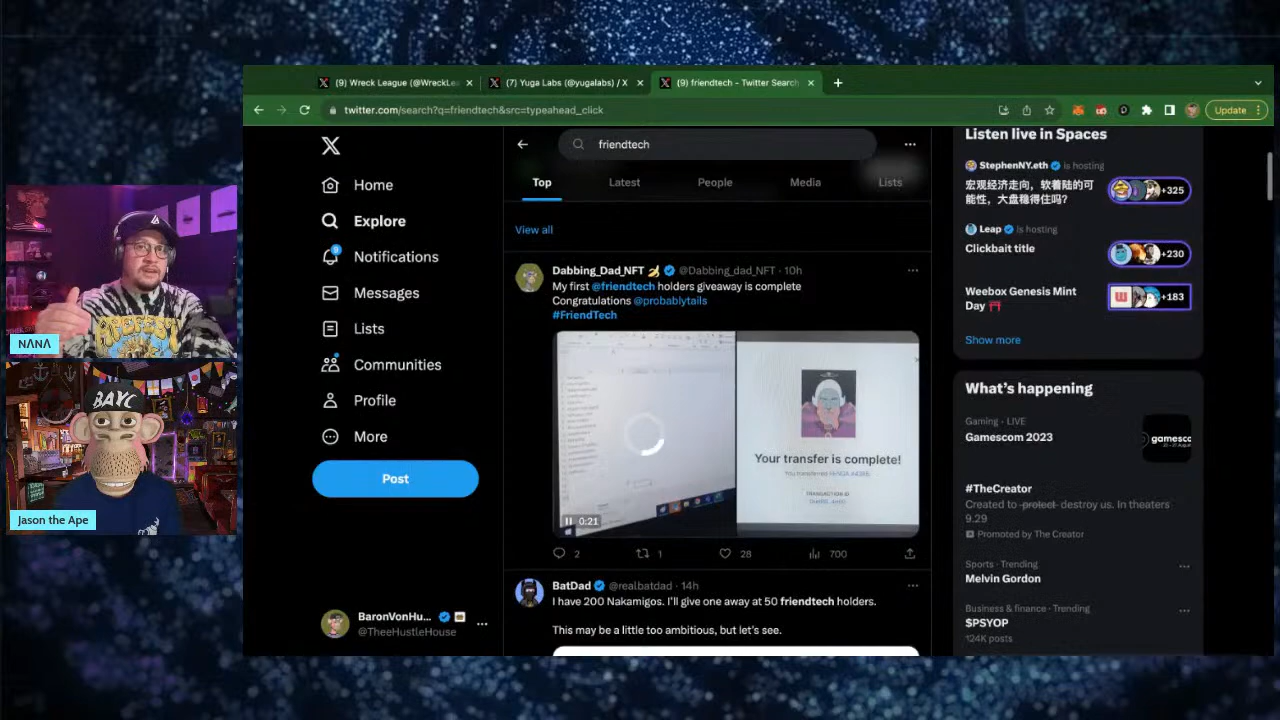 (9) Wreck League (@WreckLe
(7) Yuga Labs (@yugalabs) / X
(9) friendtech - Twitter Search
twitter.com/search?q=friendtech&src=typeahead_click
Update
NΛNΛ
BAYC
Jason the Ape
Home
Explore
9
Notifications
Messages
Lists
Communities
Profile
More
Post
BaronVonHu...
@TheeHustleHouse
friendtech
Top
Latest
People
Media
Lists
View all
Dabbing_Dad_NFT @Dabbing_dad_NFT · 10h
My first @friendtech holders giveaway is complete
Congratulations @probablytails
#FriendTech
Your transfer is complete!
TRANSACTION ID
0:21
2
1
28
700
BatDad @realbatdad · 14h
I have 200 Nakamigos. I'll give one away at 50 friendtech holders.
This may be a little too ambitious, but let's see.
Listen live in Spaces
StephenNY.eth is hosting
宏观经济走向，软着陆的可
能性，大盘稳得住吗?
+325
Leap is hosting
Clickbait title
+230
Weebox Genesis Mint
Day
+183
Show more
What's happening
Gaming · LIVE
Gamescom 2023
gamesco
#TheCreator
Created to protect destroy us. In theaters
9.29
Promoted by The Creator
Sports · Trending
Melvin Gordon
Business & finance · Trending
$PSYOP
124K posts